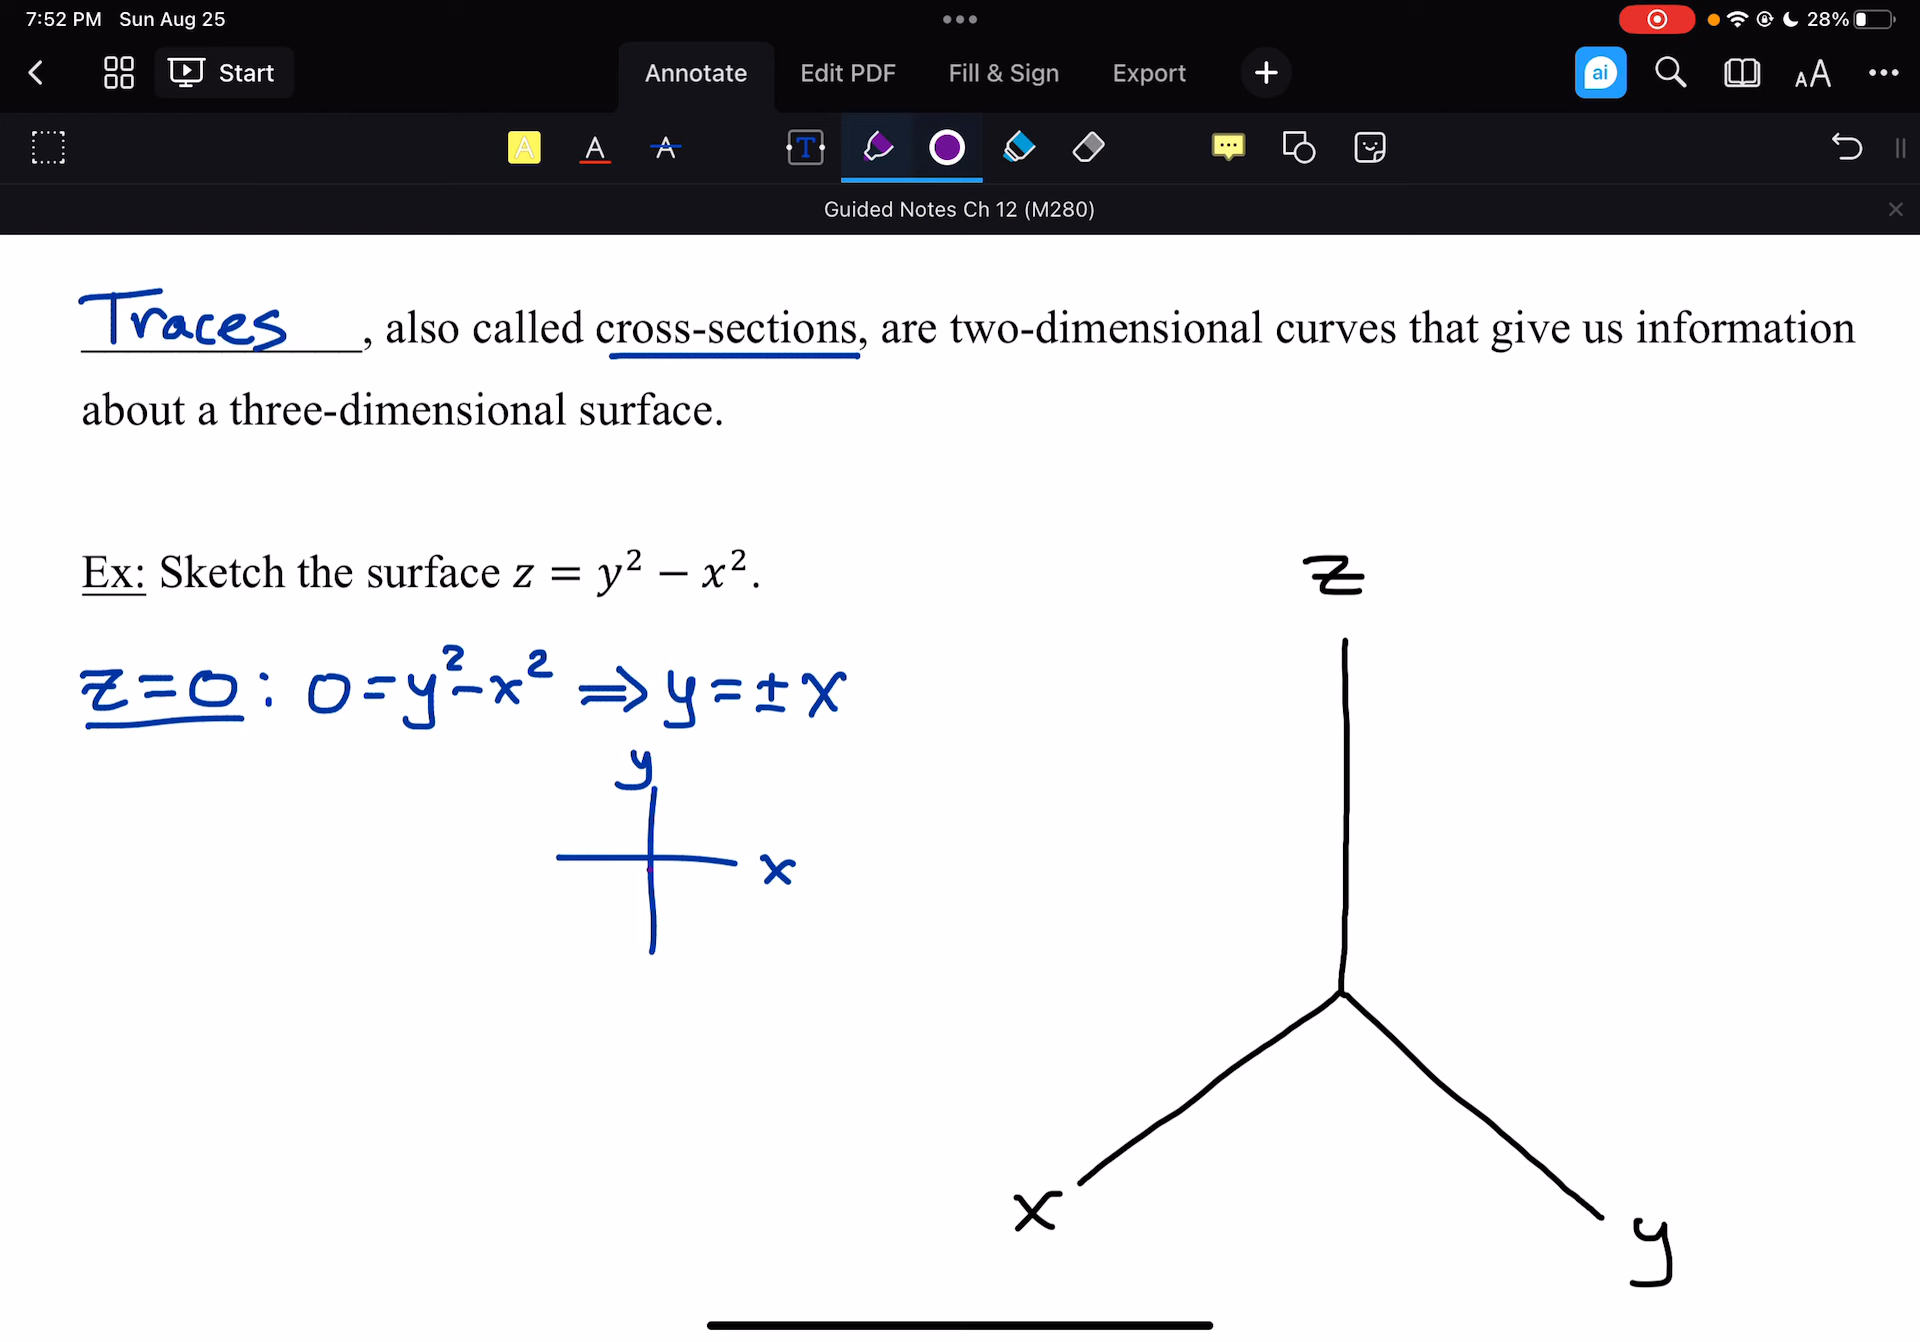 7:52 PM Sun Aug 25
28%
Start
Annotate
Edit PDF
Fill & Sign
Export
ai
AA
A A A T
Guided Notes Ch 12 (M280)
Traces, also called cross-sections, are two-dimensional curves that give us information
about a three-dimensional surface.
Ex: Sketch the surface z = y² − x².
z
z=0: 0=y²-x² ⇒ y=±x
y
x
x
y